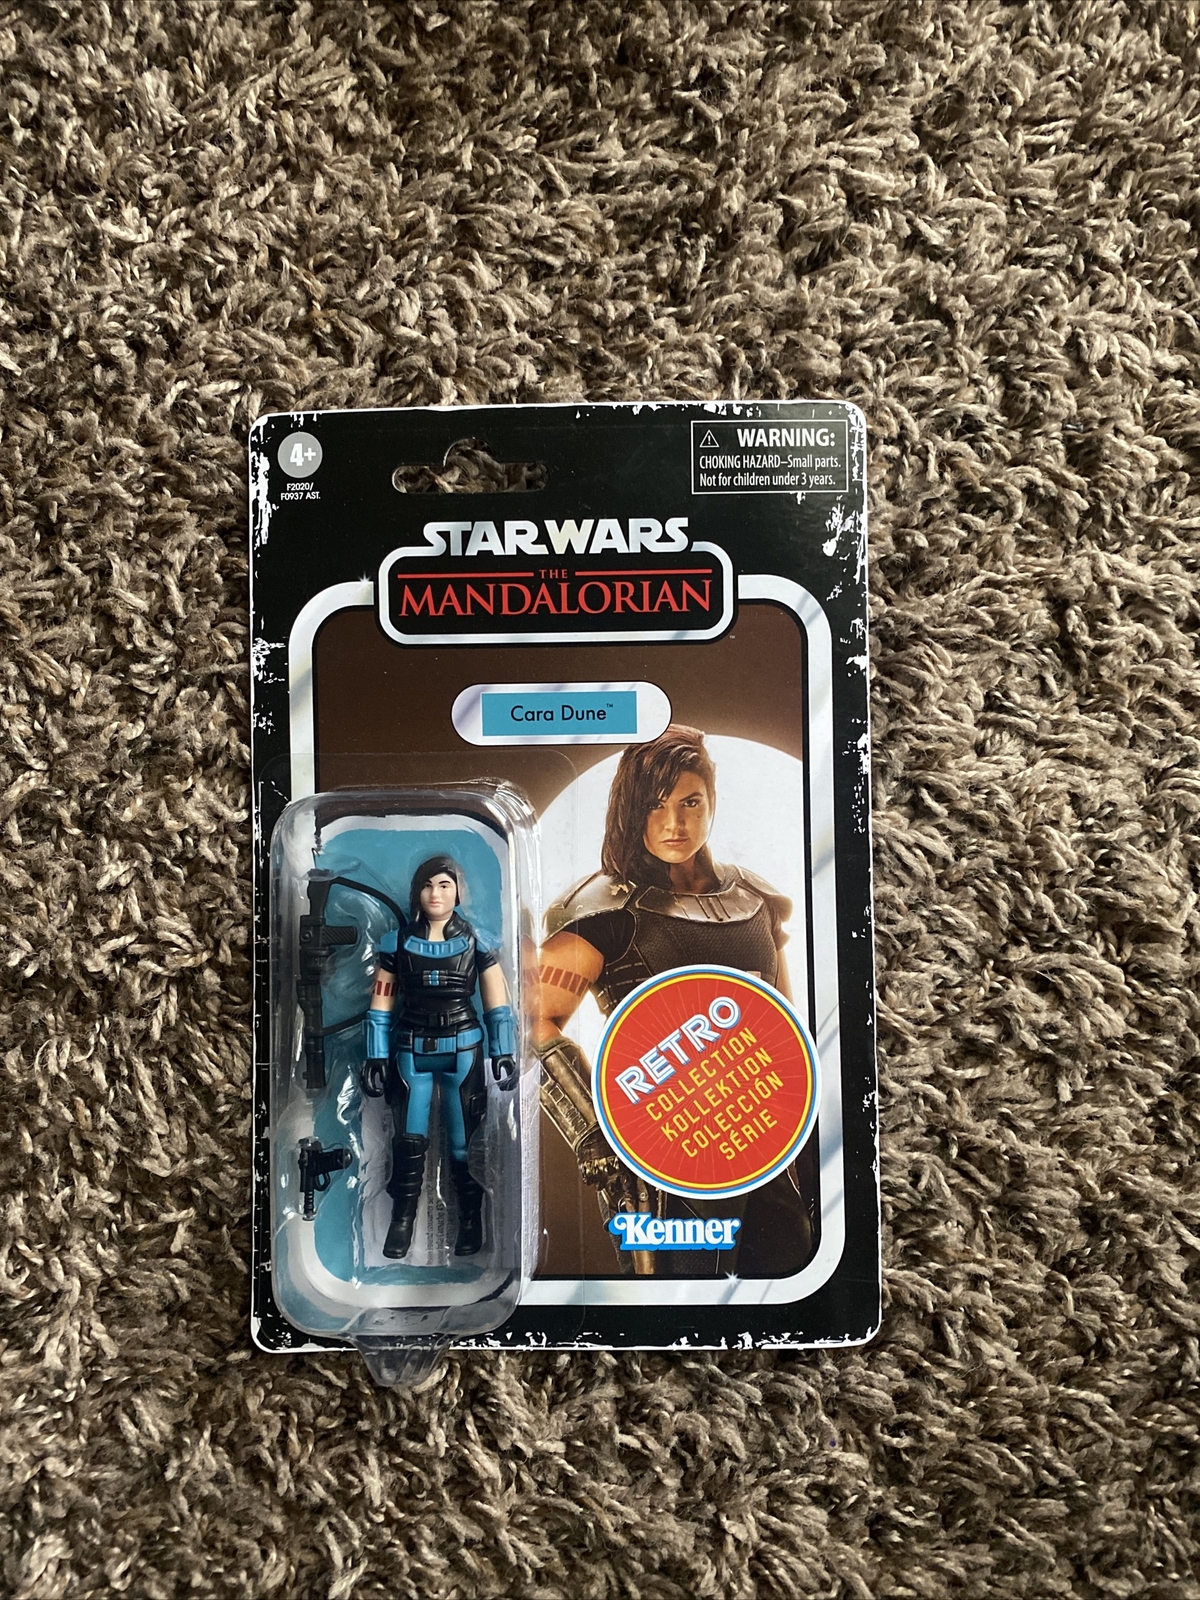 4+
F2020/
F0937 AST.
WARNING:
CHOKING HAZARD–Small parts.
Not for children under 3 years.
STAR WARS
THE
MANDALORIAN
™
Cara Dune™
RETRO
COLLECTION
KOLLEKTION
COLECCIÓN
SÉRIE
Kenner